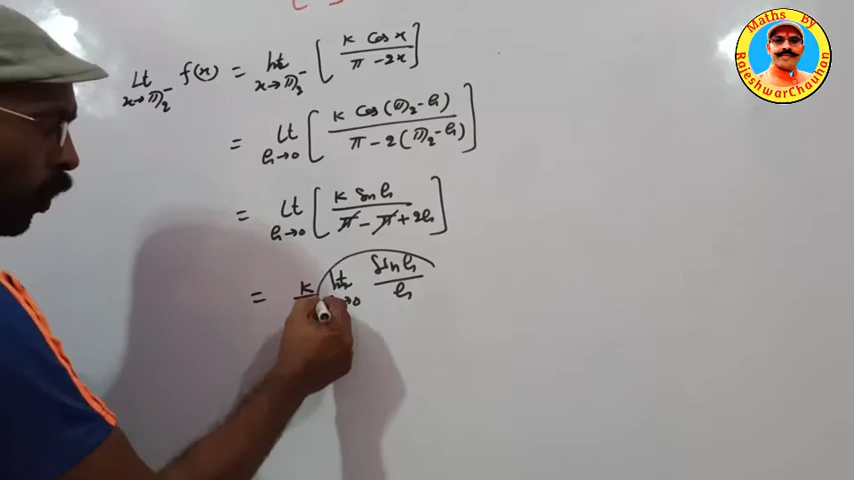 Lt x→π/2⁻ f(x) = Lt x→π/2⁻ [ K Cos x / π - 2x ]
= Lt h→0 [ K Cos(π/2 - h) / π - 2(π/2 - h) ]
= Lt h→0 [ K Sin h / π - π + 2h ]
= K Lt →0 Sin h / h
Maths By
RajeshwarChauhan